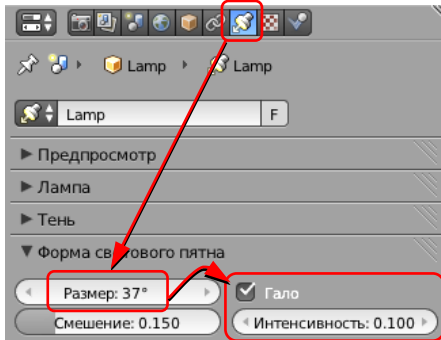 Lamp Lamp
Lamp F
Предпросмотр
Лампа
Тень
Форма светового пятна
Размер: 37° Гало
Смешение: 0.150 Интенсивность: 0.100